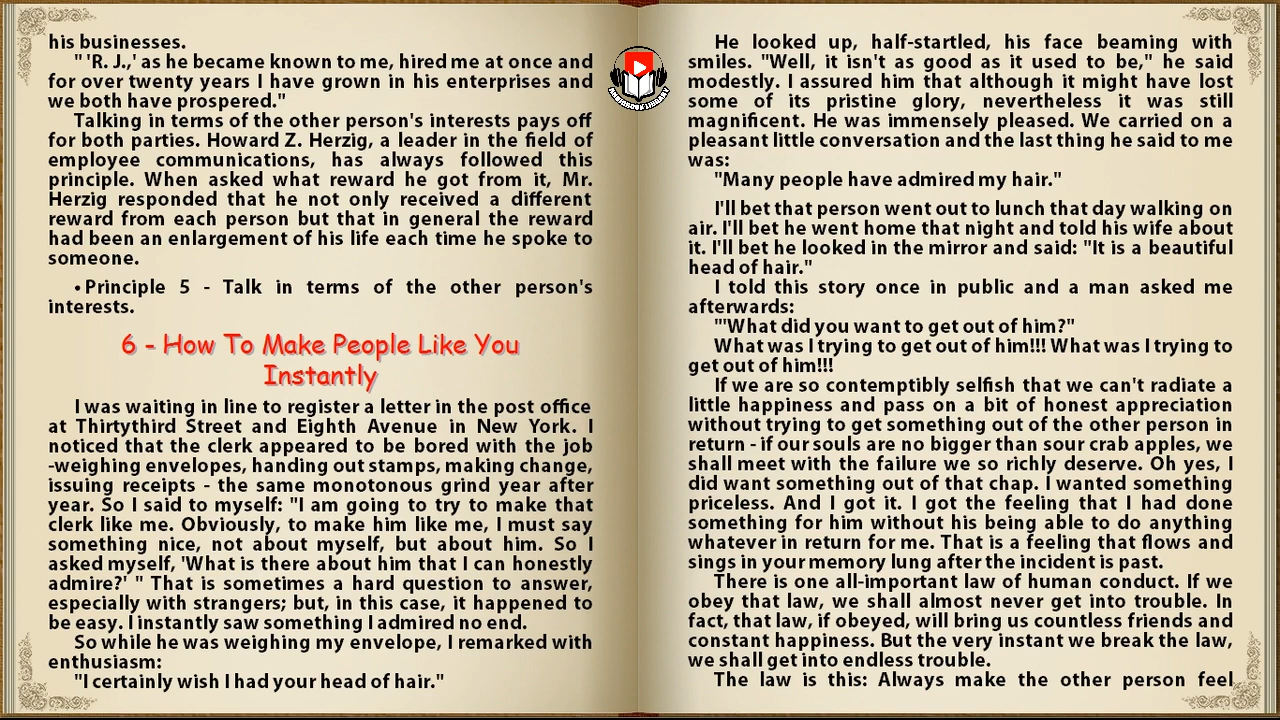 his businesses.
" 'R. J.,' as he became known to me, hired me at once and
for over twenty years I have grown in his enterprises and
we both have prospered."
Talking in terms of the other person's interests pays off
for both parties. Howard Z. Herzig, a leader in the field of
employee communications, has always followed this
principle. When asked what reward he got from it, Mr.
Herzig responded that he not only received a different
reward from each person but that in general the reward
had been an enlargement of his life each time he spoke to
someone.
• Principle 5 - Talk in terms of the other person's
interests.
6 - How To Make People Like You
Instantly
I was waiting in line to register a letter in the post office
at Thirtythird Street and Eighth Avenue in New York. I
noticed that the clerk appeared to be bored with the job
-weighing envelopes, handing out stamps, making change,
issuing receipts - the same monotonous grind year after
year. So I said to myself: "I am going to try to make that
clerk like me. Obviously, to make him like me, I must say
something nice, not about myself, but about him. So I
asked myself, 'What is there about him that I can honestly
admire?' " That is sometimes a hard question to answer,
especially with strangers; but, in this case, it happened to
be easy. I instantly saw something I admired no end.
So while he was weighing my envelope, I remarked with
enthusiasm:
"I certainly wish I had your head of hair."
He looked up, half-startled, his face beaming with
smiles. "Well, it isn't as good as it used to be," he said
modestly. I assured him that although it might have lost
some of its pristine glory, nevertheless it was still
magnificent. He was immensely pleased. We carried on a
pleasant little conversation and the last thing he said to me
was:
"Many people have admired my hair."
I'll bet that person went out to lunch that day walking on
air. I'll bet he went home that night and told his wife about
it. I'll bet he looked in the mirror and said: "It is a beautiful
head of hair."
I told this story once in public and a man asked me
afterwards:
"'What did you want to get out of him?"
What was I trying to get out of him!!! What was I trying to
get out of him!!!
If we are so contemptibly selfish that we can't radiate a
little happiness and pass on a bit of honest appreciation
without trying to get something out of the other person in
return - if our souls are no bigger than sour crab apples, we
shall meet with the failure we so richly deserve. Oh yes, I
did want something out of that chap. I wanted something
priceless. And I got it. I got the feeling that I had done
something for him without his being able to do anything
whatever in return for me. That is a feeling that flows and
sings in your memory lung after the incident is past.
There is one all-important law of human conduct. If we
obey that law, we shall almost never get into trouble. In
fact, that law, if obeyed, will bring us countless friends and
constant happiness. But the very instant we break the law,
we shall get into endless trouble.
The law is this: Always make the other person feel